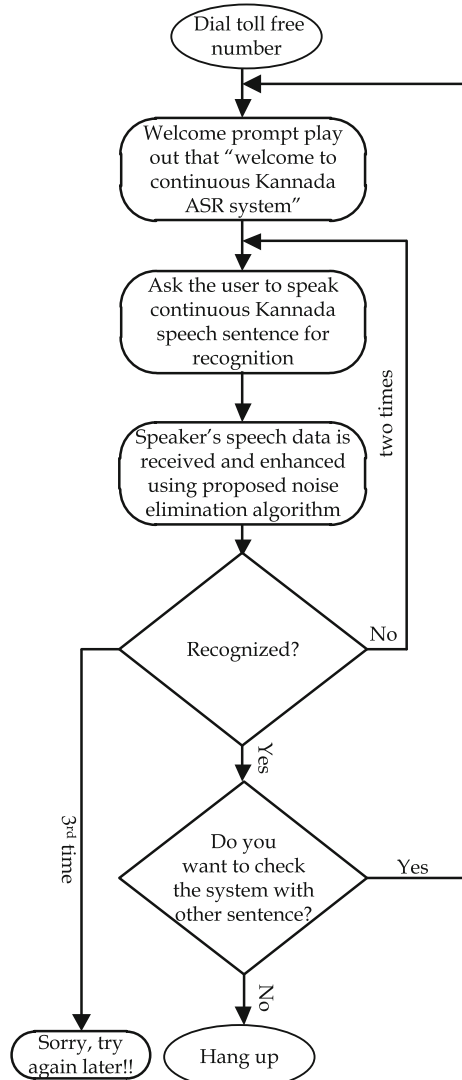 Dial toll free
number
Welcome prompt play
out that “welcome to
continuous Kannada
ASR system”
Ask the user to speak
continuous Kannada
speech sentence for
recognition
two times
Speaker’s speech data is
received and enhanced
using proposed noise
elimination algorithm
Recognized?
No
Yes
3rd time
Do you
want to check
the system with
other sentence?
Yes
No
Sorry, try
again later!!
Hang up